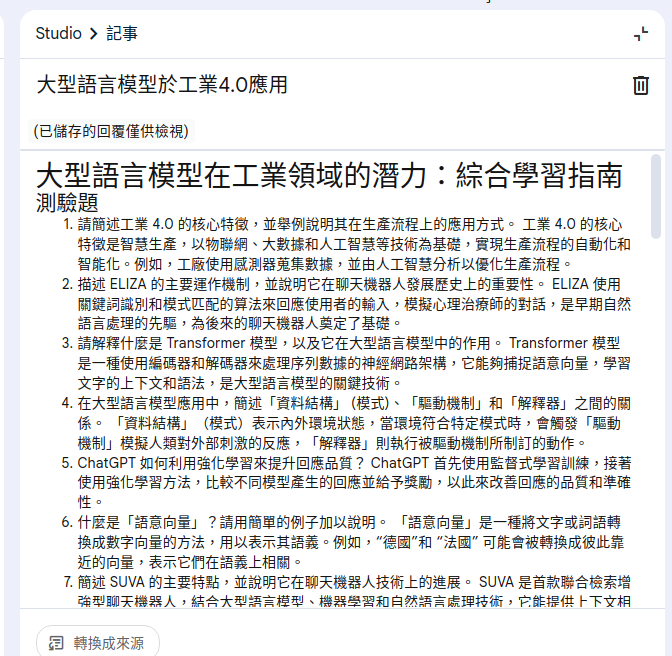 Studio > 記事
大型語言模型於工業4.0應用
(已儲存的回覆僅供檢視)
大型語言模型在工業領域的潛力：綜合學習指南
測驗題
1. 請簡述工業 4.0 的核心特徵，並舉例說明其在生產流程上的應用方式。 工業 4.0 的核心
特徵是智慧生產，以物聯網、大數據和人工智慧等技術為基礎，實現生產流程的自動化和
智能化。例如，工廠使用感測器蒐集數據，並由人工智慧分析以優化生產流程。
2. 描述 ELIZA 的主要運作機制，並說明它在聊天機器人發展歷史上的重要性。 ELIZA 使用
關鍵詞識別和模式匹配的算法來回應使用者的輸入，模擬心理治療師的對話，是早期自然
語言處理的先驅，為後來的聊天機器人奠定了基礎。
3. 請解釋什麼是 Transformer 模型，以及它在大型語言模型中的作用。 Transformer 模型
是一種使用編碼器和解碼器來處理序列數據的神經網路架構，它能夠捕捉語意向量，學習
文字的上下文和語法，是大型語言模型的關鍵技術。
4. 在大型語言模型應用中，簡述「資料結構」(模式)、「驅動機制」和「解釋器」之間的關
係。 「資料結構」（模式）表示內外環境狀態，當環境符合特定模式時，會觸發「驅動
機制」模擬人類對外部刺激的反應，「解釋器」則執行被驅動機制所制訂的動作。
5. ChatGPT 如何利用強化學習來提升回應品質？ ChatGPT 首先使用監督式學習訓練，接著
使用強化學習方法，比較不同模型產生的回應並給予獎勵，以此來改善回應的品質和準確
性。
6. 什麼是「語意向量」？請用簡單的例子加以說明。 「語意向量」是一種將文字或詞語轉
換成數字向量的方法，用以表示其語義。例如，“德國”和 “法國” 可能會被轉換成彼此靠
近的向量，表示它們在語義上相關。
7. 簡述 SUVA 的主要特點，並說明它在聊天機器人技術上的進展。 SUVA 是首款聯合檢索增
強型聊天機器人，結合大型語言模型、機器學習和自然語言處理技術，它能提供上下文相
轉換成來源